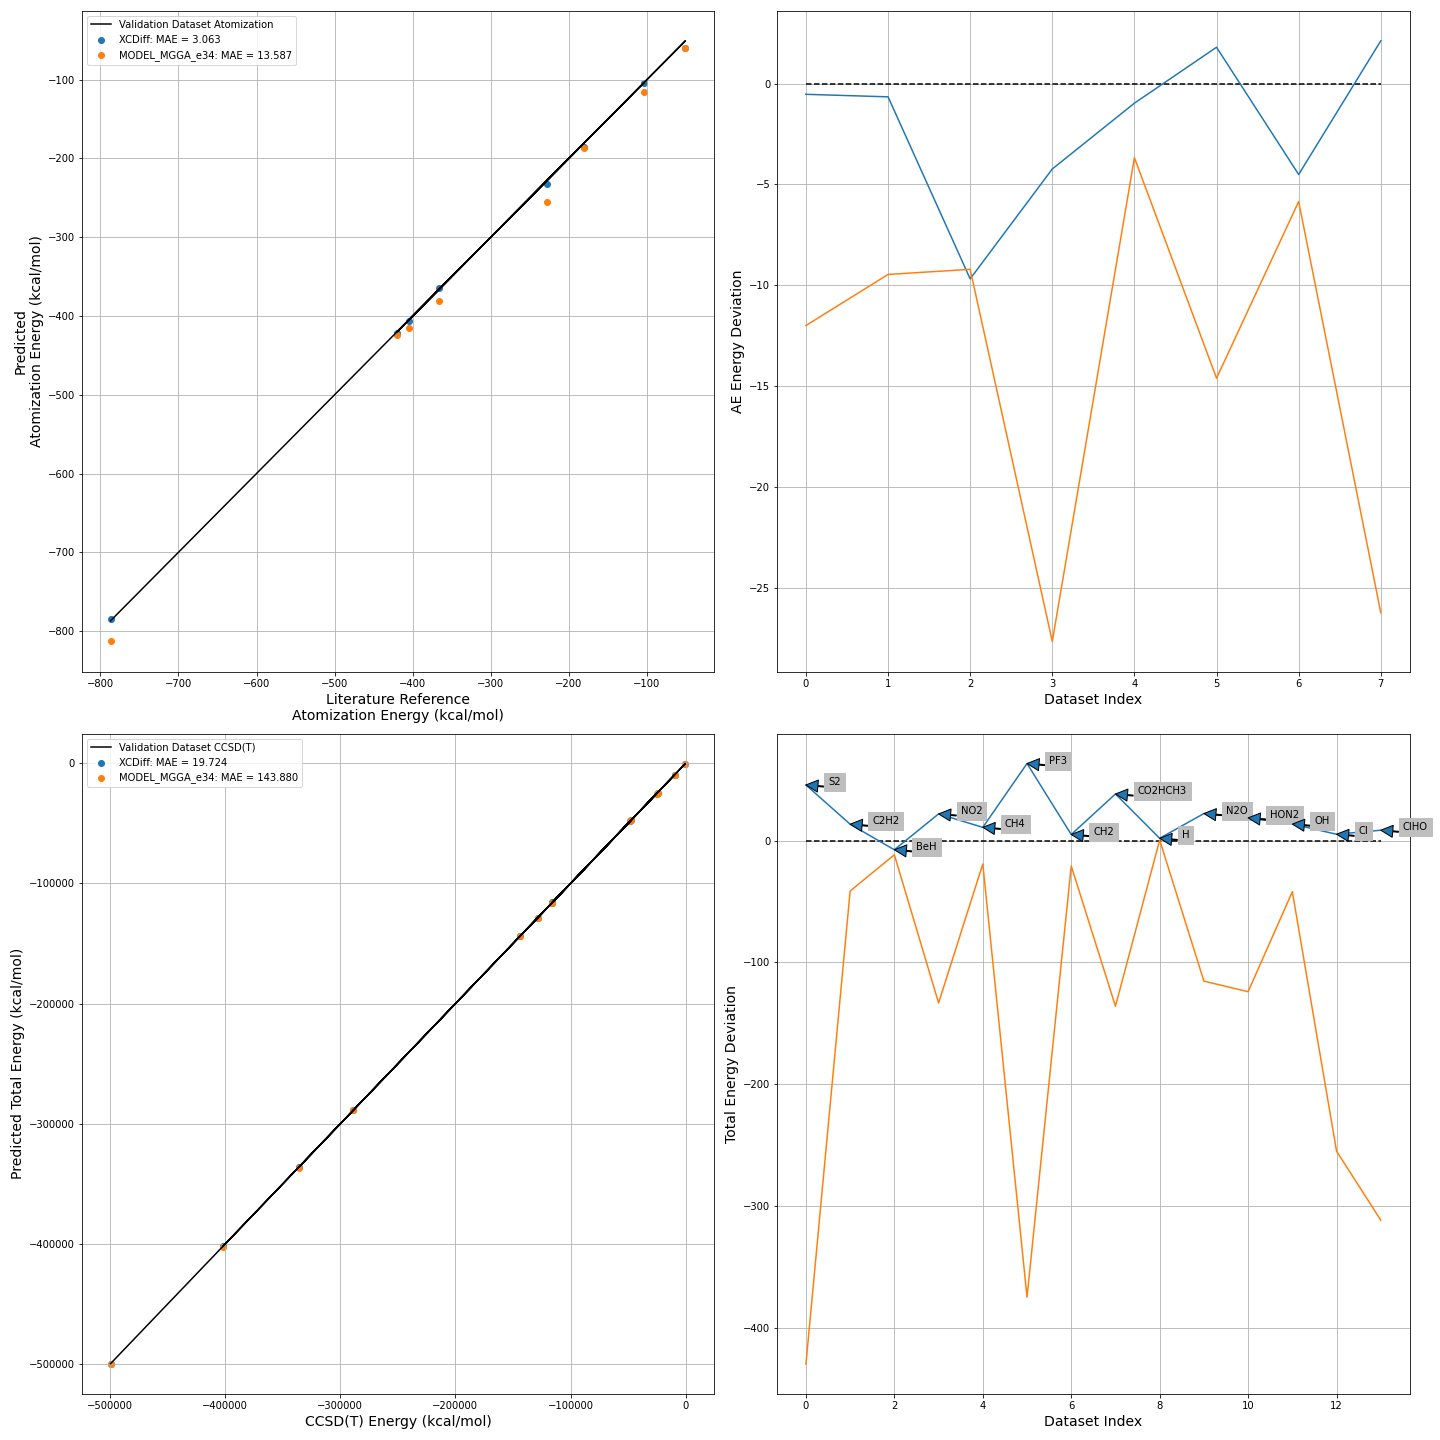 Validation Dataset Atomization
XCDiff: MAE = 3.063
MODEL_MGGA_e34: MAE = 13.587
−100
−200
−300
−400
−500
−600
−700
−800
Predicted
Atomization Energy (kcal/mol)
−800 −700 −600 −500 −400 −300 −200 −100
Literature Reference
Atomization Energy (kcal/mol)
0
−5
−10
−15
−20
−25
AE Energy Deviation
0 1 2 3 4 5 6 7
Dataset Index
Validation Dataset CCSD(T)
XCDiff: MAE = 19.724
MODEL_MGGA_e34: MAE = 143.880
0
−100000
−200000
−300000
−400000
−500000
Predicted Total Energy (kcal/mol)
−500000 −400000 −300000 −200000 −100000 0
CCSD(T) Energy (kcal/mol)
S2
C2H2
BeH
NO2
CH4
PF3
CH2
CO2HCH3
H
N2O
HON2
OH
Cl
ClHO
0
−100
−200
−300
−400
Total Energy Deviation
0 2 4 6 8 10 12
Dataset Index